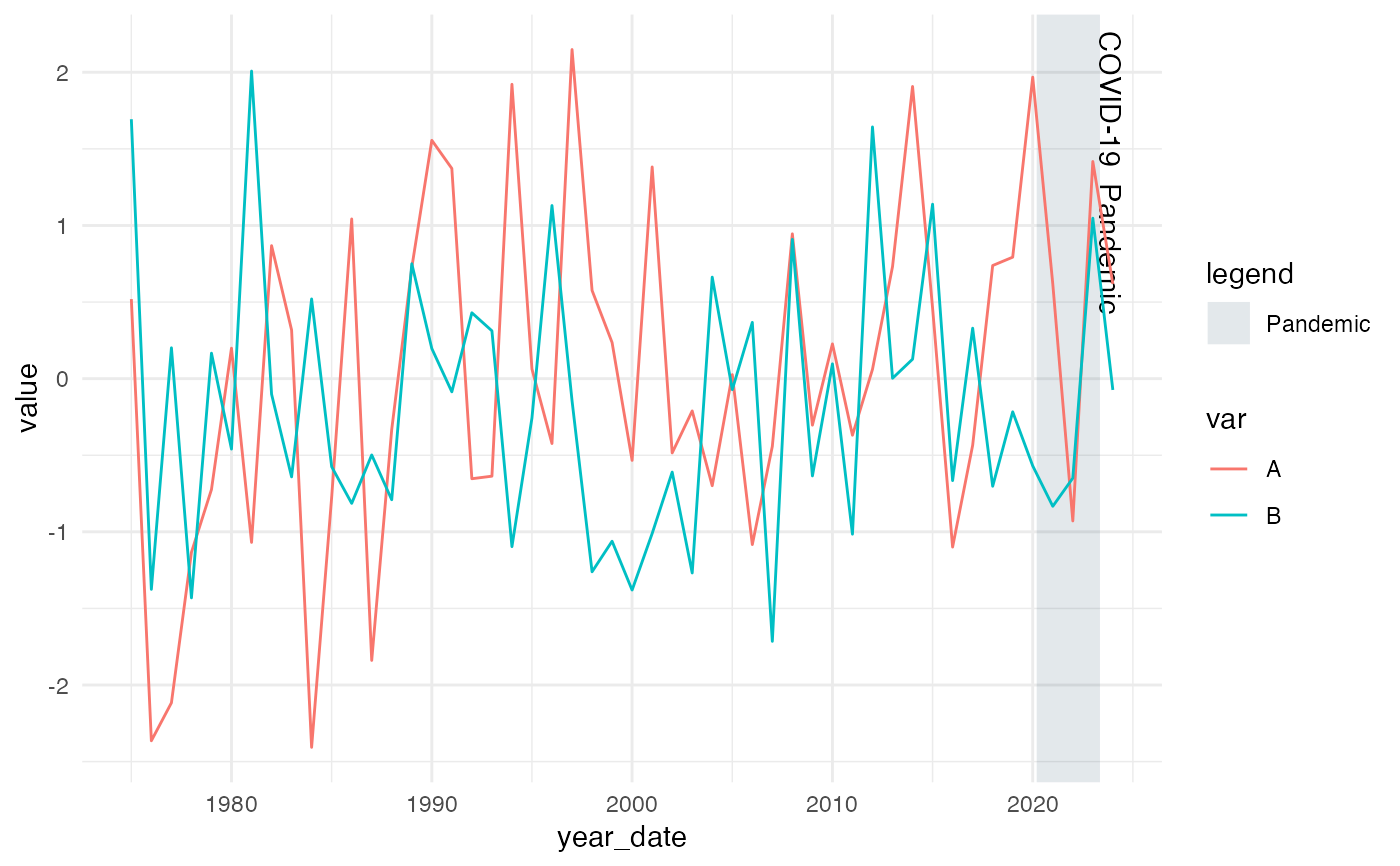 value
2
1
0
-1
-2
1980
1990
2000
2010
2020
year_date
COVID-19 Pandemic
legend
Pandemic
var
A
B